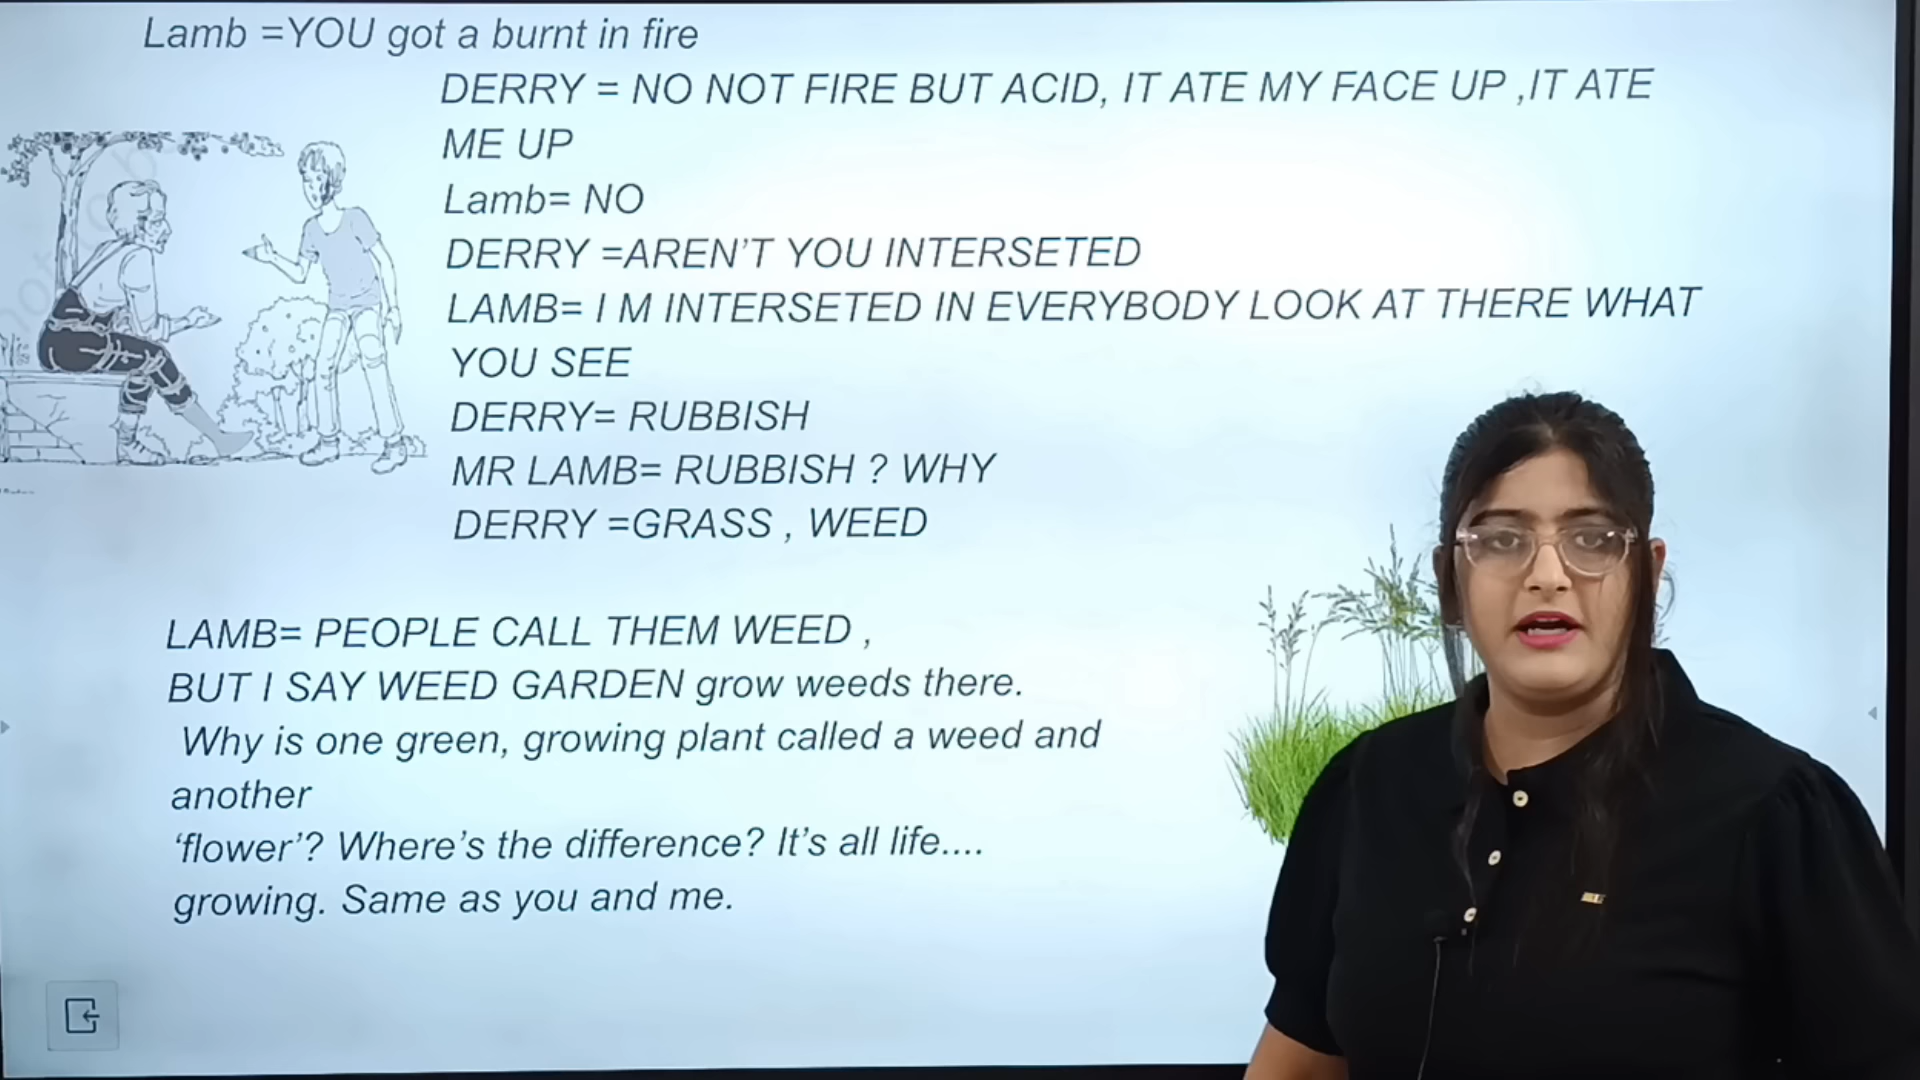 Lamb =YOU got a burnt in fire
DERRY = NO NOT FIRE BUT ACID, IT ATE MY FACE UP ,IT ATE
ME UP
Lamb= NO
DERRY =AREN'T YOU INTERSETED
LAMB= I M INTERSETED IN EVERYBODY LOOK AT THERE WHAT
YOU SEE
DERRY= RUBBISH
MR LAMB= RUBBISH ? WHY
DERRY =GRASS , WEED
LAMB= PEOPLE CALL THEM WEED ,
BUT I SAY WEED GARDEN grow weeds there.
Why is one green, growing plant called a weed and
another
‘flower’? Where’s the difference? It’s all life....
growing. Same as you and me.